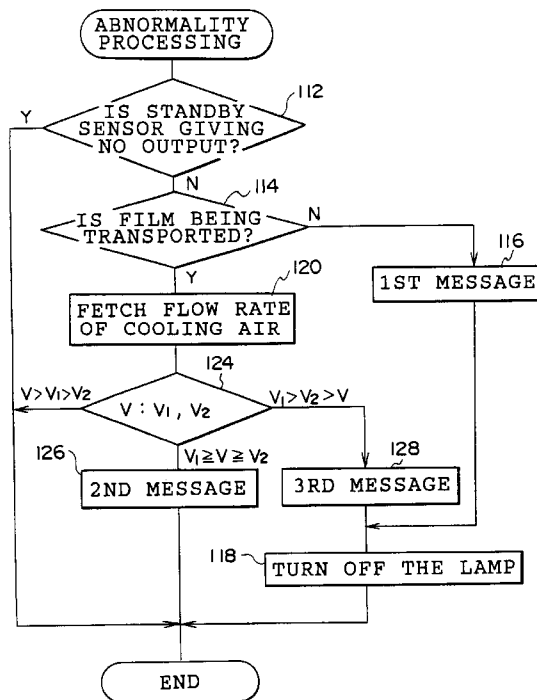 ABNORMALITY
PROCESSING
112
Y
IS STANDBY
SENSOR GIVING
NO OUTPUT?
N
114
IS FILM BEING
TRANSPORTED?
N
116
1ST MESSAGE
Y
120
FETCH FLOW RATE
OF COOLING AIR
124
V>V1>V2
V : V1, V2
V1>V2>V
V1≧V≧V2
126
2ND MESSAGE
128
3RD MESSAGE
118
TURN OFF THE LAMP
END